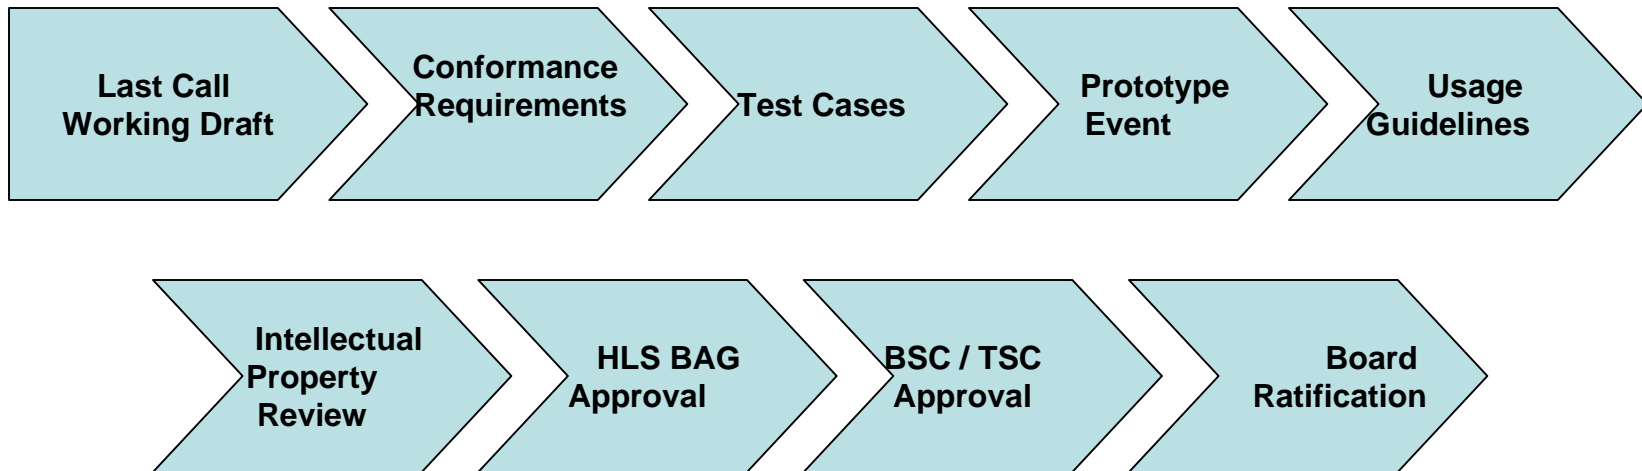 Last Call
Working Draft
Conformance
Requirements
Test Cases
Prototype
Event
Usage
Guidelines
Intellectual
Property
Review
HLS BAG
Approval
BSC / TSC
Approval
Board
Ratification